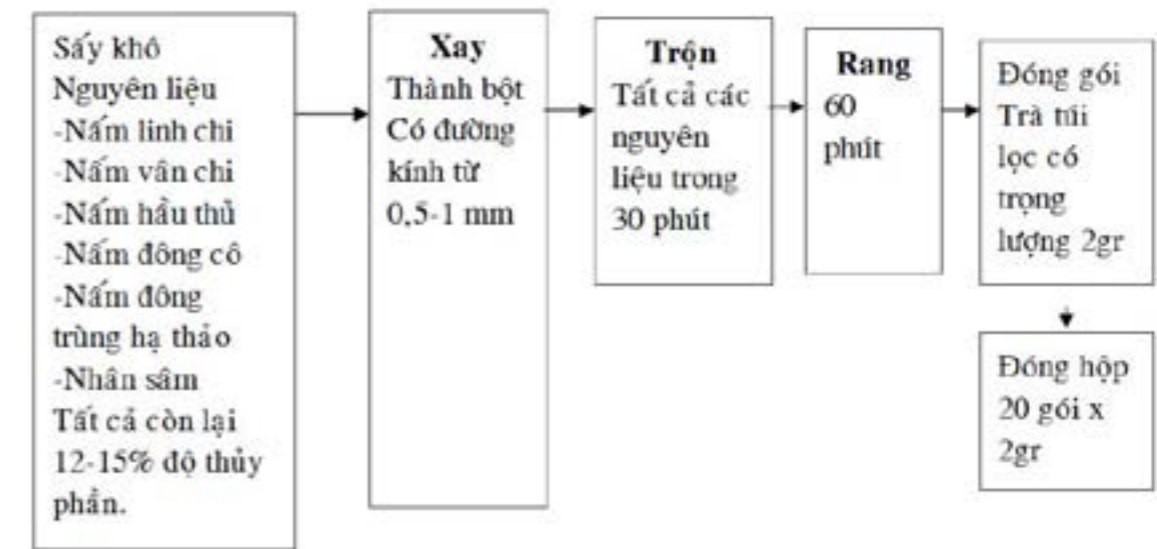 Sấy khô
Nguyên liệu
-Nấm linh chi
-Nấm vân chi
-Nấm hầu thủ
-Nấm đông cô
-Nấm đông
trùng hạ thảo
-Nhân sâm
Tất cả còn lại
12-15% độ thủy
phần.
Xay
Thành bột
Có đường
kính từ
0,5-1 mm
Trộn
Tất cả các
nguyên
liệu trong
30 phút
Rang
60
phút
Đóng gói
Trà túi
lọc có
trọng
lượng 2gr
Đóng hộp
20 gói x
2gr